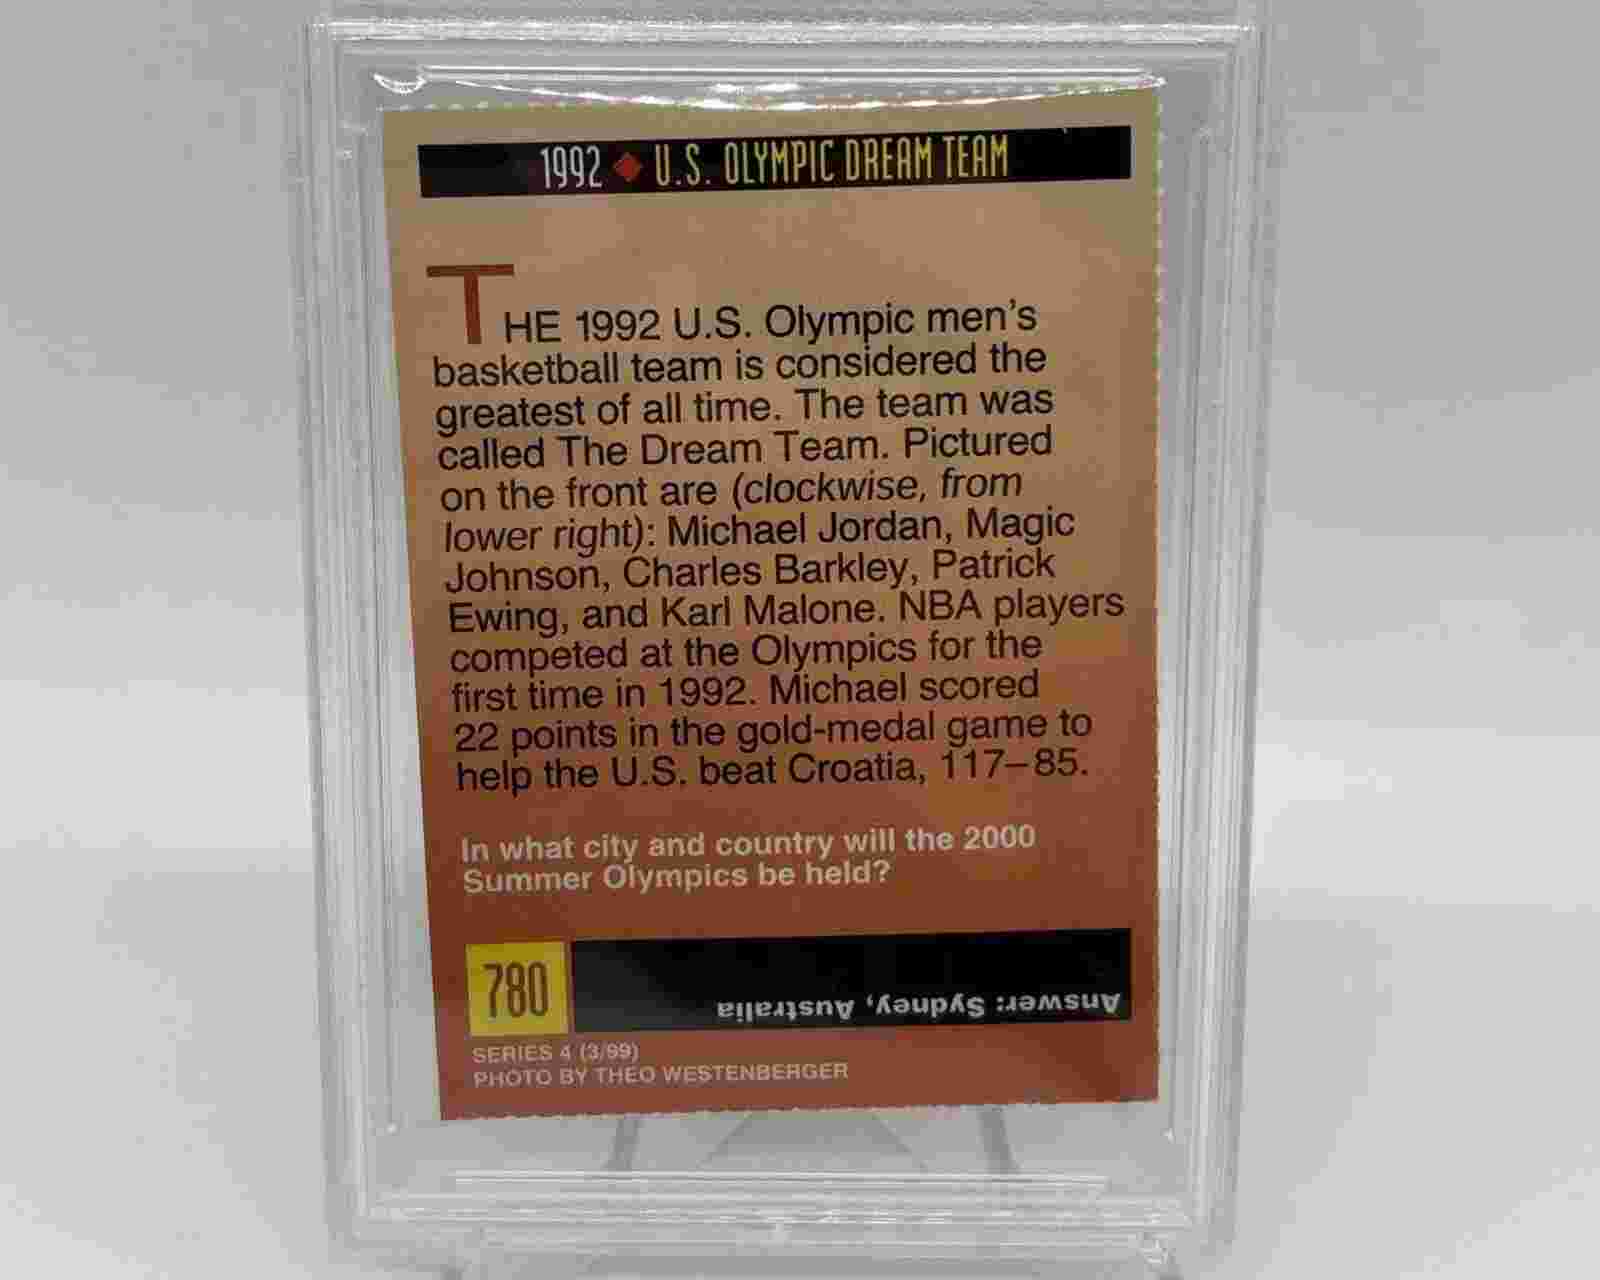 1992 ◆ U.S. OLYMPIC DREAM TEAM
THE 1992 U.S. Olympic men's
basketball team is considered the
greatest of all time. The team was
called The Dream Team. Pictured
on the front are (clockwise, from
lower right): Michael Jordan, Magic
Johnson, Charles Barkley, Patrick
Ewing, and Karl Malone. NBA players
competed at the Olympics for the
first time in 1992. Michael scored
22 points in the gold-medal game to
help the U.S. beat Croatia, 117–85.
In what city and country will the 2000
Summer Olympics be held?
780
Answer: Sydney, Australia
SERIES 4 (3/99)
PHOTO BY THEO WESTENBERGER